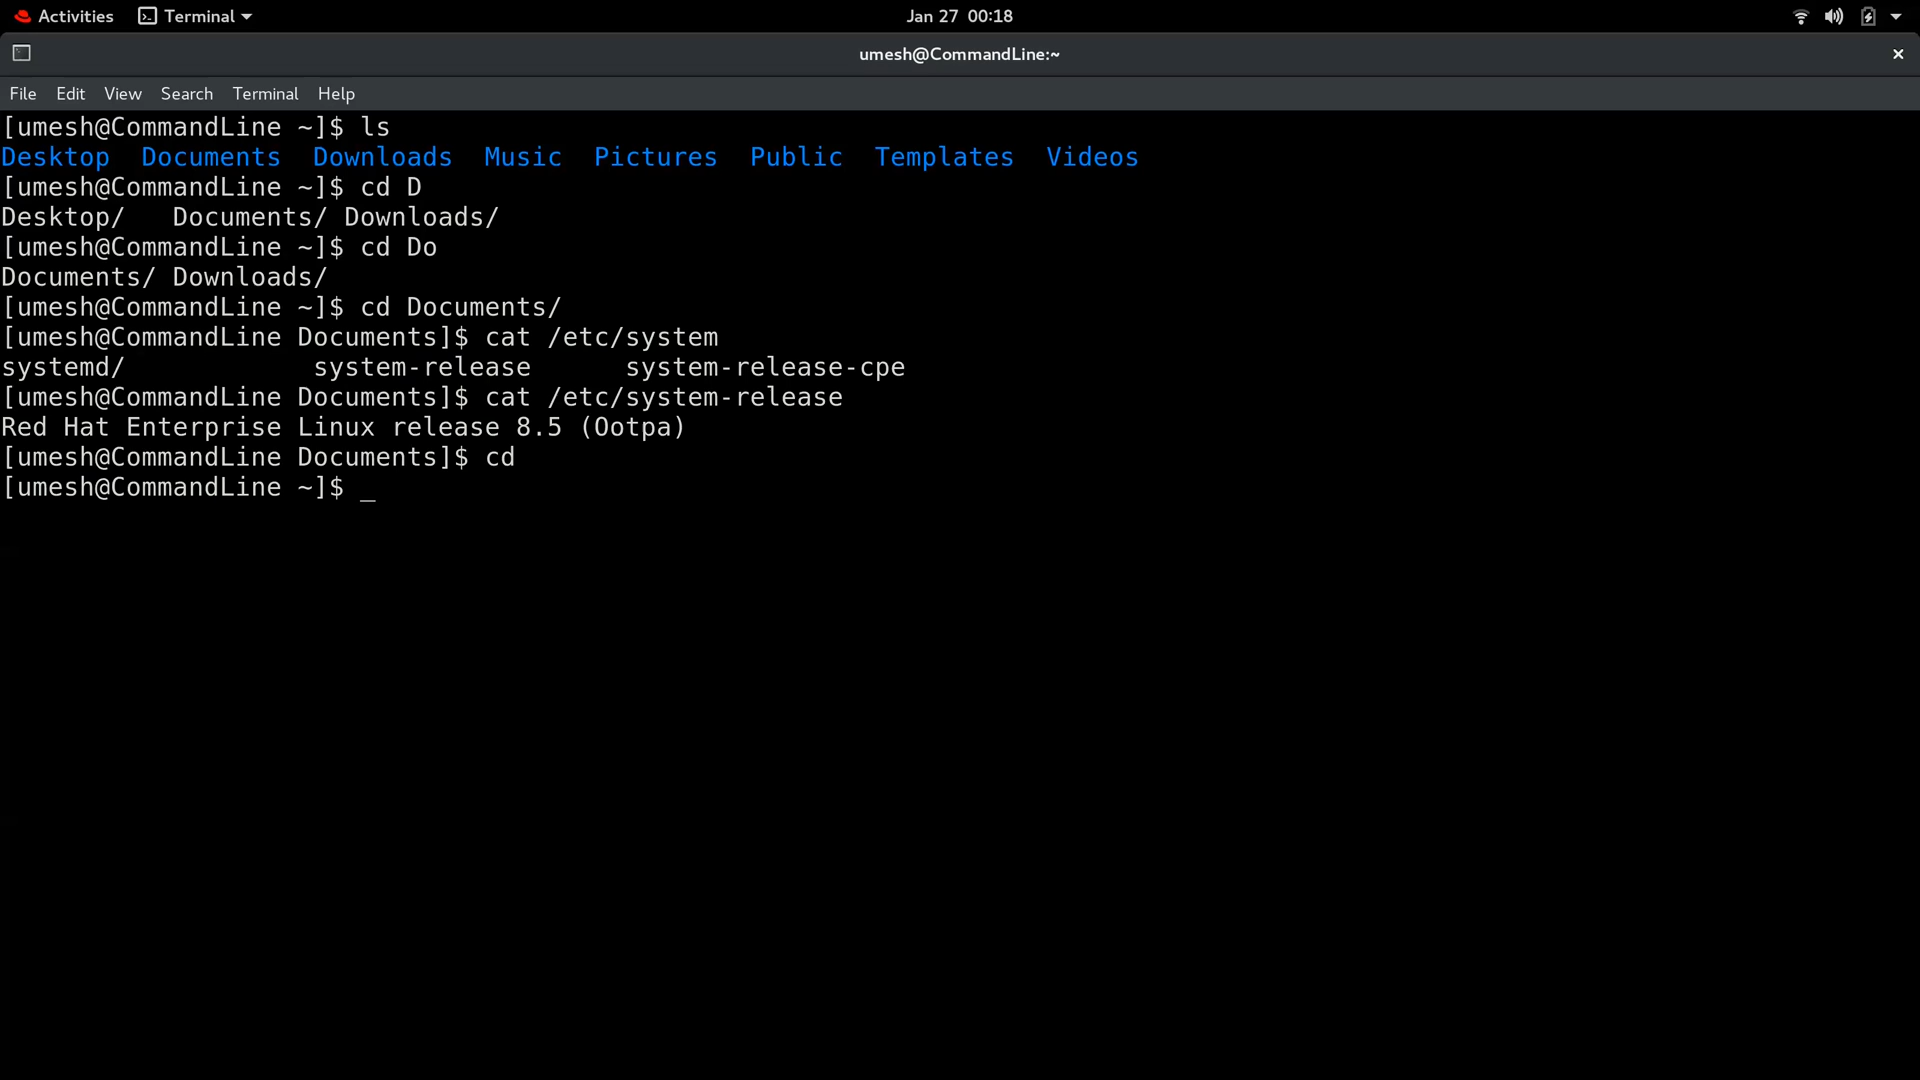 Activities Terminal Jan 27 00:18
umesh@CommandLine:~
File Edit View Search Terminal Help
[umesh@CommandLine ~]$ ls
Desktop  Documents  Downloads  Music  Pictures  Public  Templates  Videos
[umesh@CommandLine ~]$ cd D
Desktop/   Documents/ Downloads/
[umesh@CommandLine ~]$ cd Do
Documents/ Downloads/
[umesh@CommandLine ~]$ cd Documents/
[umesh@CommandLine Documents]$ cat /etc/system
systemd/            system-release      system-release-cpe
[umesh@CommandLine Documents]$ cat /etc/system-release
Red Hat Enterprise Linux release 8.5 (Ootpa)
[umesh@CommandLine Documents]$ cd
[umesh@CommandLine ~]$ _